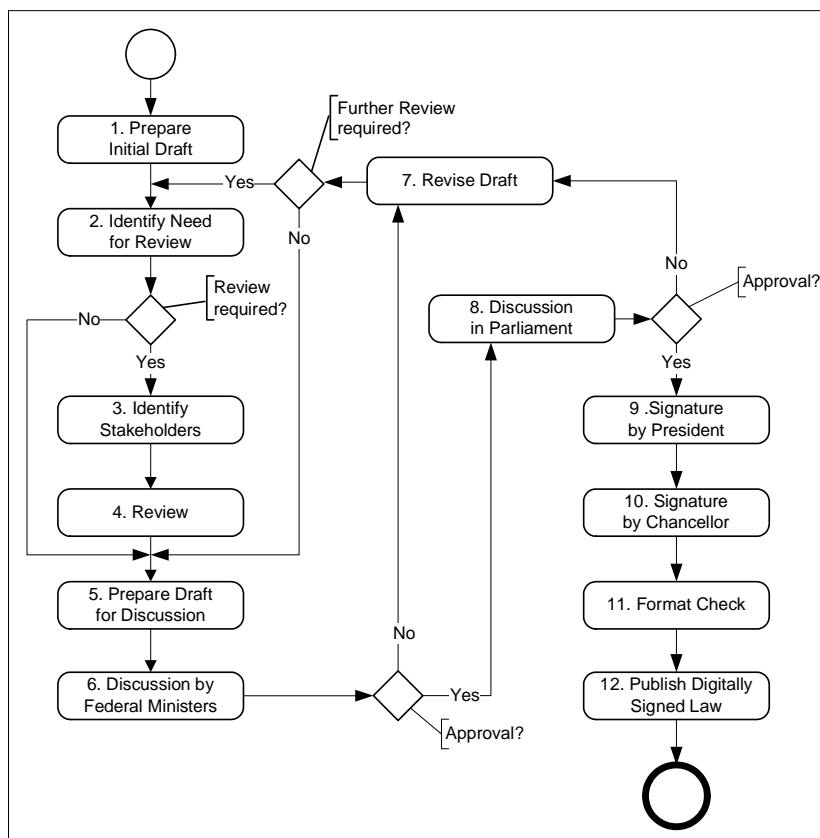 1. Prepare
Initial Draft
Further Review
required?
Yes
7. Revise Draft
2. Identify Need
for Review
No
No
Review
required?
Approval?
No
8. Discussion
in Parliament
Yes
Yes
3. Identify
Stakeholders
9 .Signature
by President
4. Review
10. Signature
by Chancellor
5. Prepare Draft
for Discussion
11. Format Check
No
6. Discussion by
Federal Ministers
Yes
12. Publish Digitally
Signed Law
Approval?